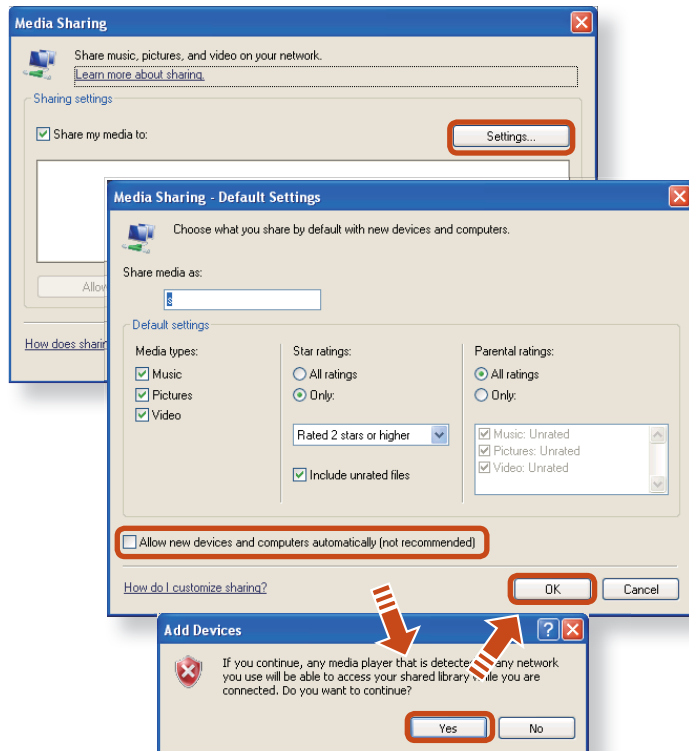 Media Sharing
Share music, pictures, and video on your network.
Learn more about sharing.
Sharing settings
Share my media to:
Settings...
Allow
How does sharin
Media Sharing - Default Settings
Choose what you share by default with new devices and computers.
Share media as:
s
Default settings
Media types:
Music
Pictures
Video
Star ratings:
All ratings
Only:
Rated 2 stars or higher
Include unrated files
Parental ratings:
All ratings
Only:
Music: Unrated
Pictures: Unrated
Video: Unrated
Allow new devices and computers automatically (not recommended)
How do I customize sharing?
OK
Cancel
Add Devices
If you continue, any media player that is detected any network
you use will be able to access your shared library while you are
connected. Do you want to continue?
Yes
No